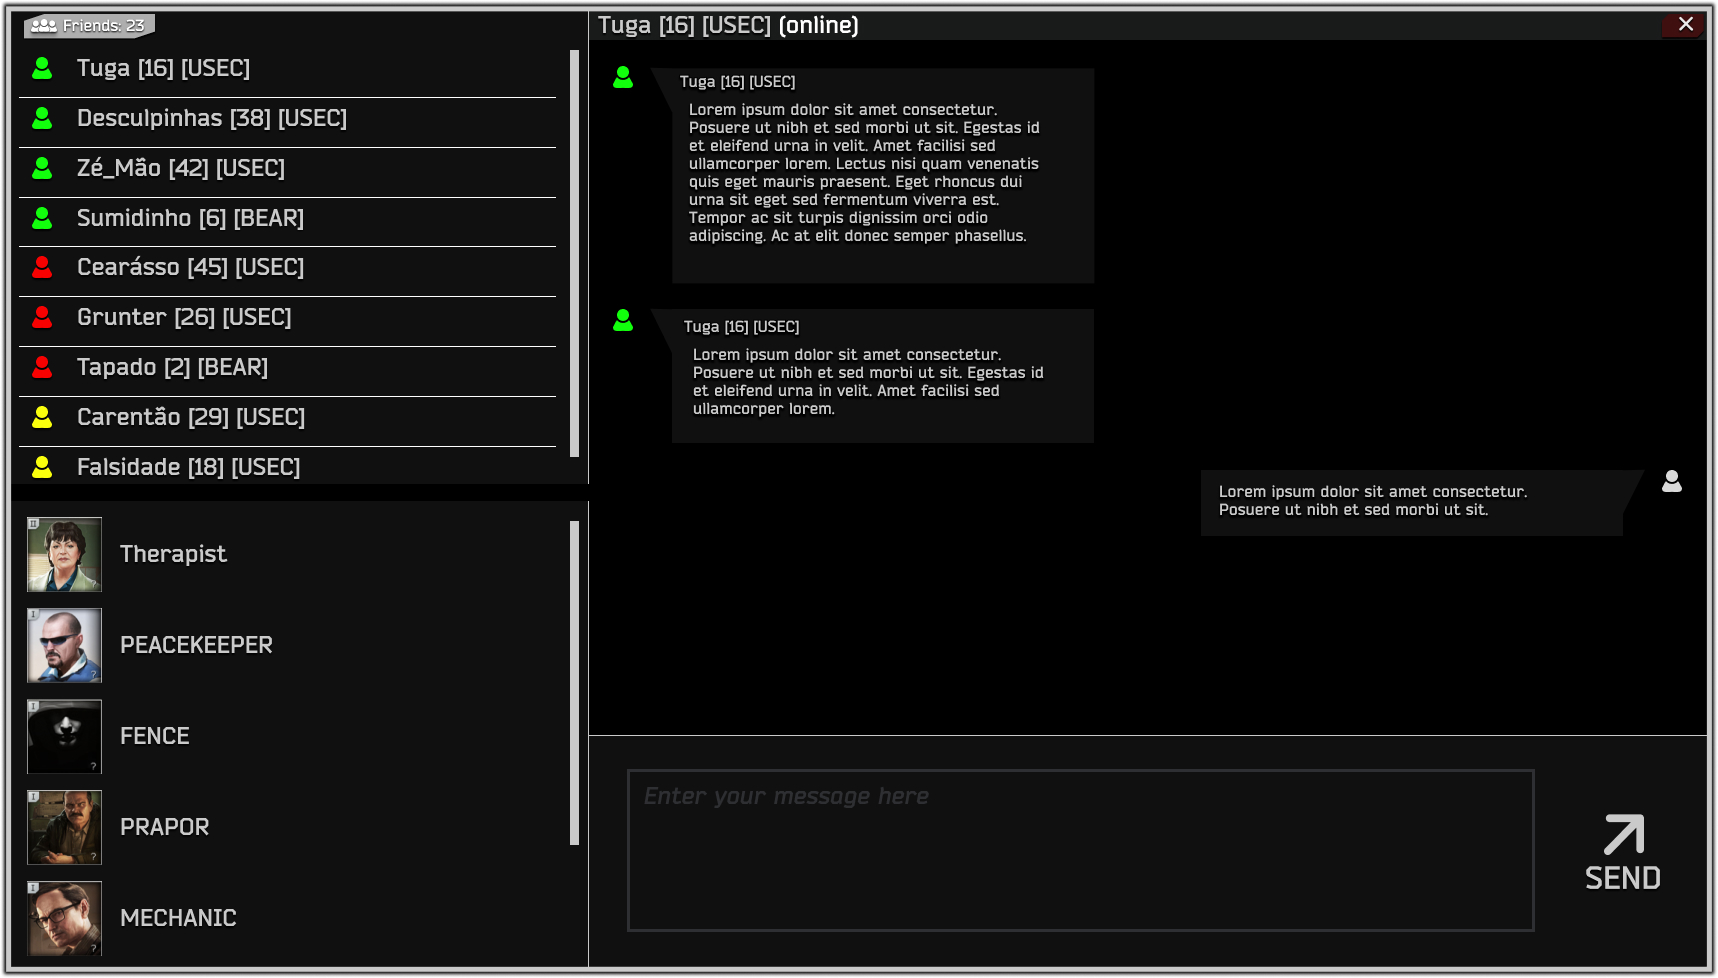 Friends: 23
Tuga [16] [USEC]
Desculpinhas [38] [USEC]
Zé_Mão [42] [USEC]
Sumidinho [6] [BEAR]
Cearásso [45] [USEC]
Grunter [26] [USEC]
Tapado [2] [BEAR]
Carentão [29] [USEC]
Falsidade [18] [USEC]
II
Therapist
?
I
PEACEKEEPER
?
I
FENCE
?
I
PRAPOR
?
I
MECHANIC
?
Tuga [16] [USEC] (online)
Tuga [16] [USEC]
Lorem ipsum dolor sit amet consectetur.
Posuere ut nibh et sed morbi ut sit. Egestas id
et eleifend urna in velit. Amet facilisi sed
ullamcorper lorem. Lectus nisi quam venenatis
quis eget mauris praesent. Eget rhoncus dui
urna sit eget sed fermentum viverra est.
Tempor ac sit turpis dignissim orci odio
adipiscing. Ac at elit donec semper phasellus.
Tuga [16] [USEC]
Lorem ipsum dolor sit amet consectetur.
Posuere ut nibh et sed morbi ut sit. Egestas id
et eleifend urna in velit. Amet facilisi sed
ullamcorper lorem.
Lorem ipsum dolor sit amet consectetur.
Posuere ut nibh et sed morbi ut sit.
Enter your message here
SEND